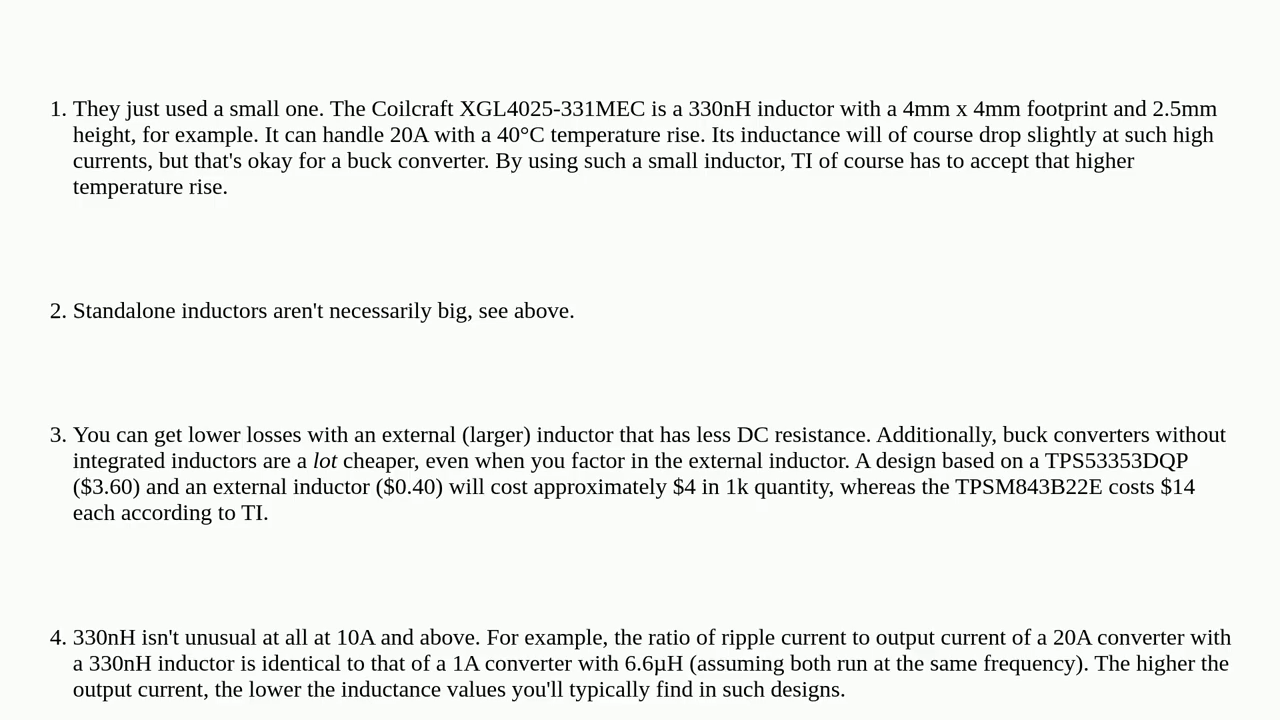 1. They just used a small one. The Coilcraft XGL4025-331MEC is a 330nH inductor with a 4mm x 4mm footprint and 2.5mm
height, for example. It can handle 20A with a 40°C temperature rise. Its inductance will of course drop slightly at such high
currents, but that's okay for a buck converter. By using such a small inductor, TI of course has to accept that higher
temperature rise.
2. Standalone inductors aren't necessarily big, see above.
3. You can get lower losses with an external (larger) inductor that has less DC resistance. Additionally, buck converters without
integrated inductors are a lot cheaper, even when you factor in the external inductor. A design based on a TPS53353DQP
($3.60) and an external inductor ($0.40) will cost approximately $4 in 1k quantity, whereas the TPSM843B22E costs $14
each according to TI.
4. 330nH isn't unusual at all at 10A and above. For example, the ratio of ripple current to output current of a 20A converter with
a 330nH inductor is identical to that of a 1A converter with 6.6µH (assuming both run at the same frequency). The higher the
output current, the lower the inductance values you'll typically find in such designs.